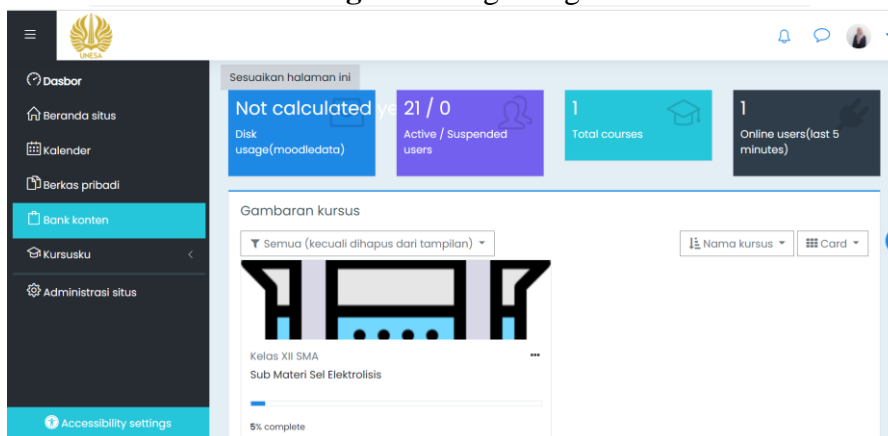 UNESA
Dasbor
Beranda situs
Kalender
Berkas pribadi
Bank konten
Kursusku
Administrasi situs
Accessibility settings
Sesuaikan halaman ini
Not calculated ye
Disk
usage(moodledata)
21 / 0
Active / Suspended
users
1
Total courses
1
Online users(last 5
minutes)
Gambaran kursus
Semua (kecuali dihapus dari tampilan)
Nama kursus
Card
Kelas XII SMA
Sub Materi Sel Elektrolisis
5% complete